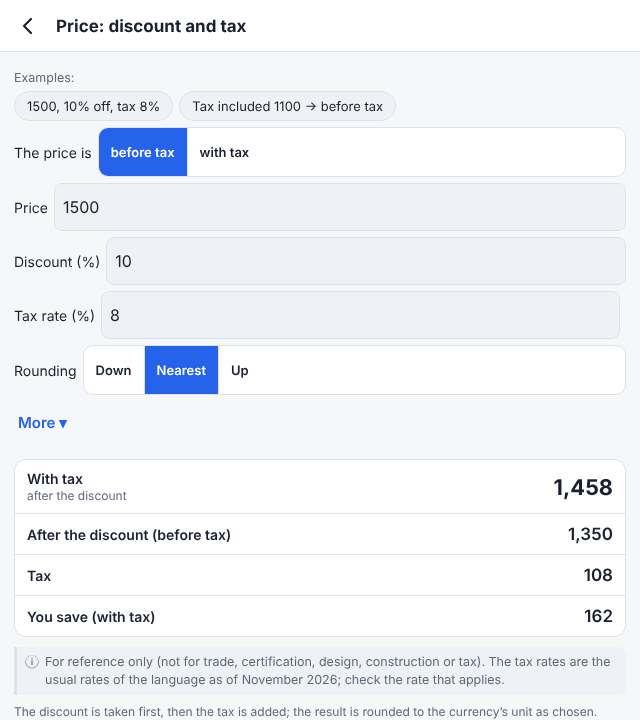 Price: discount and tax
Examples:
1500, 10% off, tax 8%
Tax included 1100 → before tax
The price is
before tax
with tax
Price
1500
Discount (%)
10
Tax rate (%)
8
Rounding
Down
Nearest
Up
More ▾
With tax
after the discount
1,458
After the discount (before tax)
1,350
Tax
108
You save (with tax)
162
ⓘ For reference only (not for trade, certification, design, construction or tax). The tax rates are the
usual rates of the language as of November 2026; check the rate that applies.
The discount is taken first, then the tax is added; the result is rounded to the currency’s unit as chosen.